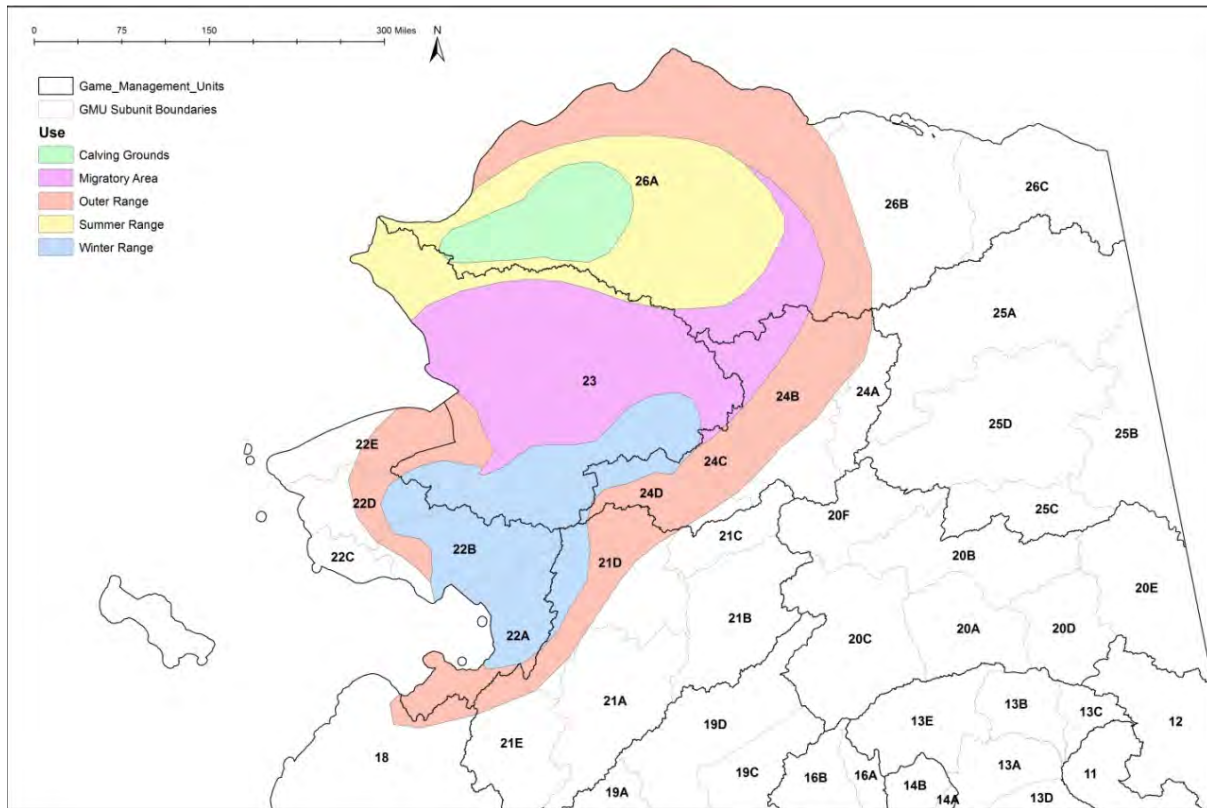 0 75 150 300 Miles
N
Game_Management_Units
GMU Subunit Boundaries
Use
Calving Grounds
Migratory Area
Outer Range
Summer Range
Winter Range
26A
26B
26C
25A
23
24B
24A
25D
25B
22E
24C
22D
24D
25C
20F
21C
22B
20B
22C
21D
20E
21B
22A
20C
20A
20D
21A
13B
13C
19D
13E
12
21E
18
13A
19C
16B
16A
11
14B
19A
14A
13D